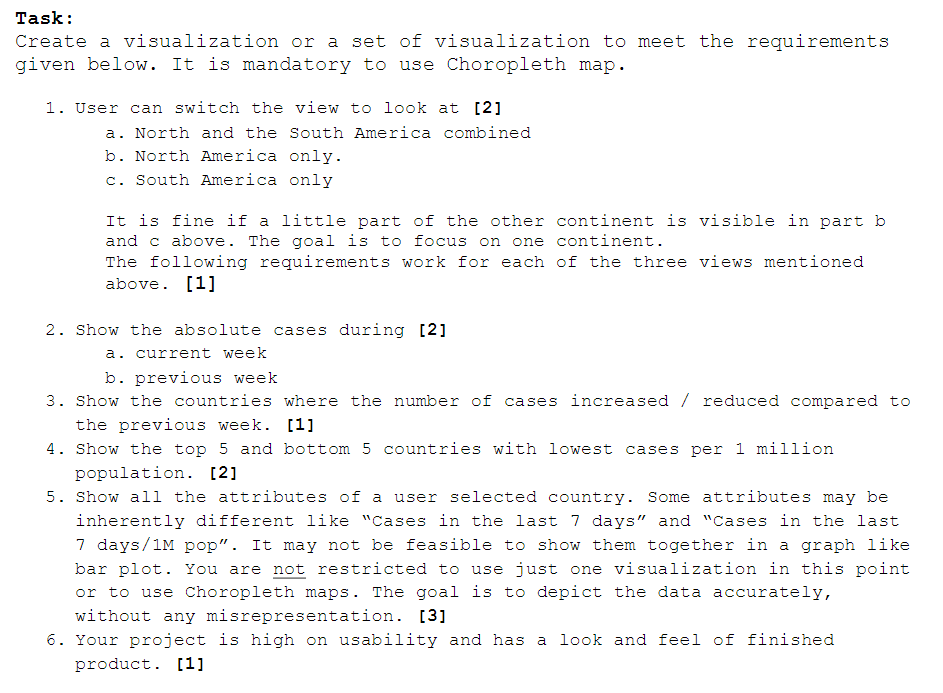 Task:
Create a visualization or a set of visualization to meet the requirements
given below. It is mandatory to use Choropleth map.
1. User can switch the view to look at [2]
a. North and the South America combined
b. North America only.
c. South America only
It is fine if a little part of the other continent is visible in part b
and c above. The goal is to focus on one continent.
The following requirements work for each of the three views mentioned
above. [1]
2. Show the absolute cases during [2]
a. current week
b. previous week
3. Show the countries where the number of cases increased / reduced compared to
the previous week. [1]
4. Show the top 5 and bottom 5 countries with lowest cases per 1 million
population. [2]
5. Show all the attributes of a user selected country. Some attributes may be
inherently different like “Cases in the last 7 days” and “Cases in the last
7 days/1M pop”. It may not be feasible to show them together in a graph like
bar plot. You are not restricted to use just one visualization in this point
or to use Choropleth maps. The goal is to depict the data accurately,
without any misrepresentation. [3]
6. Your project is high on usability and has a look and feel of finished
product. [1]